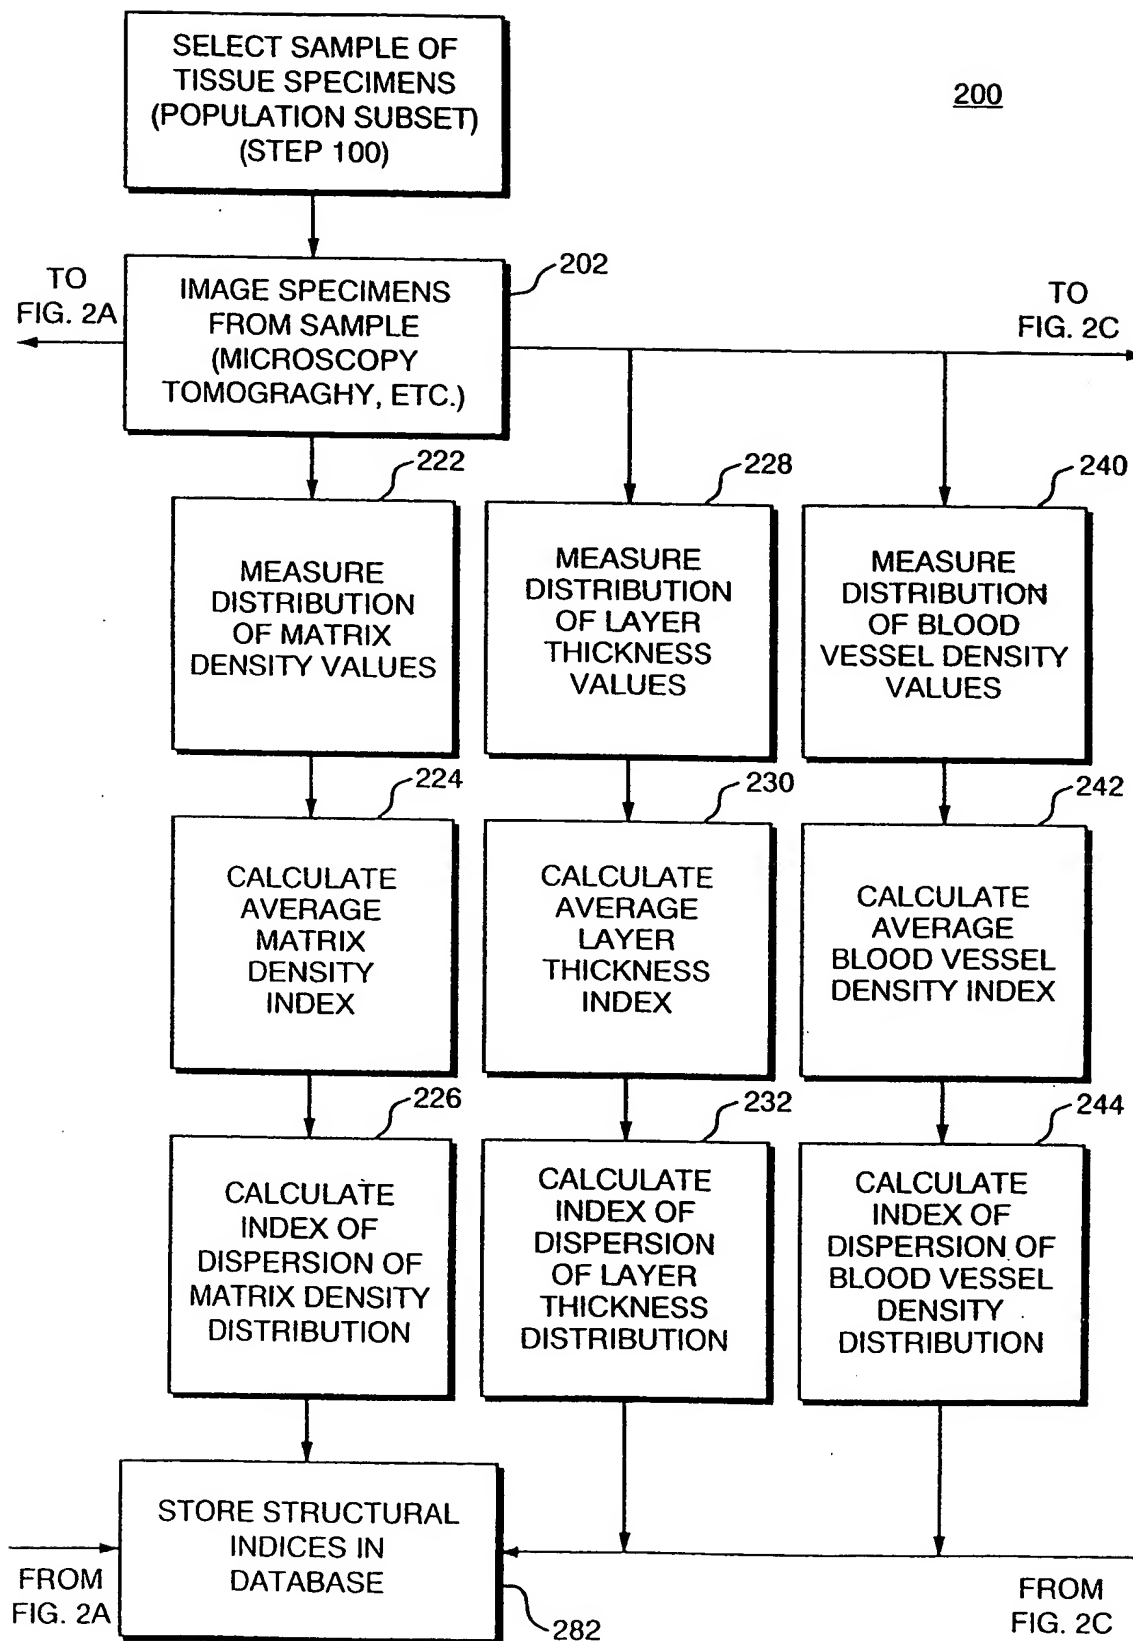 SELECT SAMPLE OF
TISSUE SPECIMENS
(POPULATION SUBSET)
(STEP 100)
200
TO
FIG. 2A
IMAGE SPECIMENS
FROM SAMPLE
(MICROSCOPY
TOMOGRAGHY, ETC.)
202
TO
FIG. 2C
222
MEASURE
DISTRIBUTION
OF MATRIX
DENSITY VALUES
228
MEASURE
DISTRIBUTION
OF LAYER
THICKNESS
VALUES
240
MEASURE
DISTRIBUTION
OF BLOOD
VESSEL DENSITY
VALUES
224
CALCULATE
AVERAGE
MATRIX
DENSITY
INDEX
230
CALCULATE
AVERAGE
LAYER
THICKNESS
INDEX
242
CALCULATE
AVERAGE
BLOOD VESSEL
DENSITY INDEX
226
CALCULATE
INDEX OF
DISPERSION OF
MATRIX DENSITY
DISTRIBUTION
232
CALCULATE
INDEX OF
DISPERSION
OF LAYER
THICKNESS
DISTRIBUTION
244
CALCULATE
INDEX OF
DISPERSION OF
BLOOD VESSEL
DENSITY
DISTRIBUTION
FROM
FIG. 2A
STORE STRUCTURAL
INDICES IN
DATABASE
282
FROM
FIG. 2C